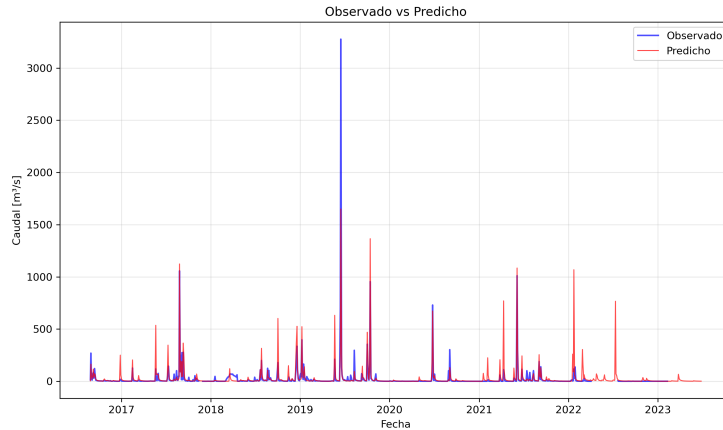 Observado vs Predicho
Observado
Predicho
Caudal [m³/s]
3000
2500
2000
1500
1000
500
0
2017 2018 2019 2020 2021 2022 2023
Fecha